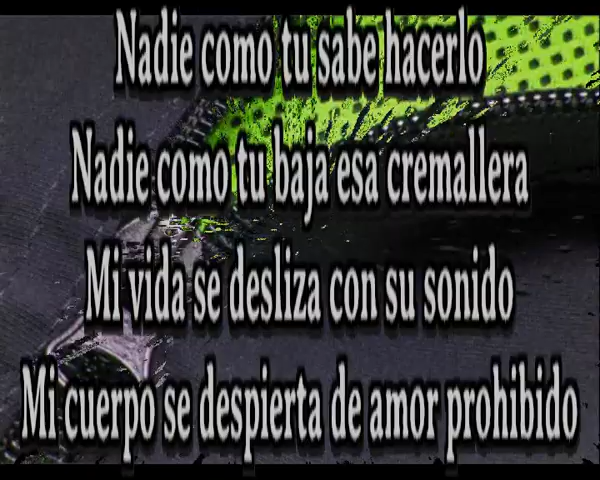 Nadie como tu sabe hacerlo
Nadie como tu baja esa cremallera
Mi vida se desliza con su sonido
Mi cuerpo se despierta de amor prohibido